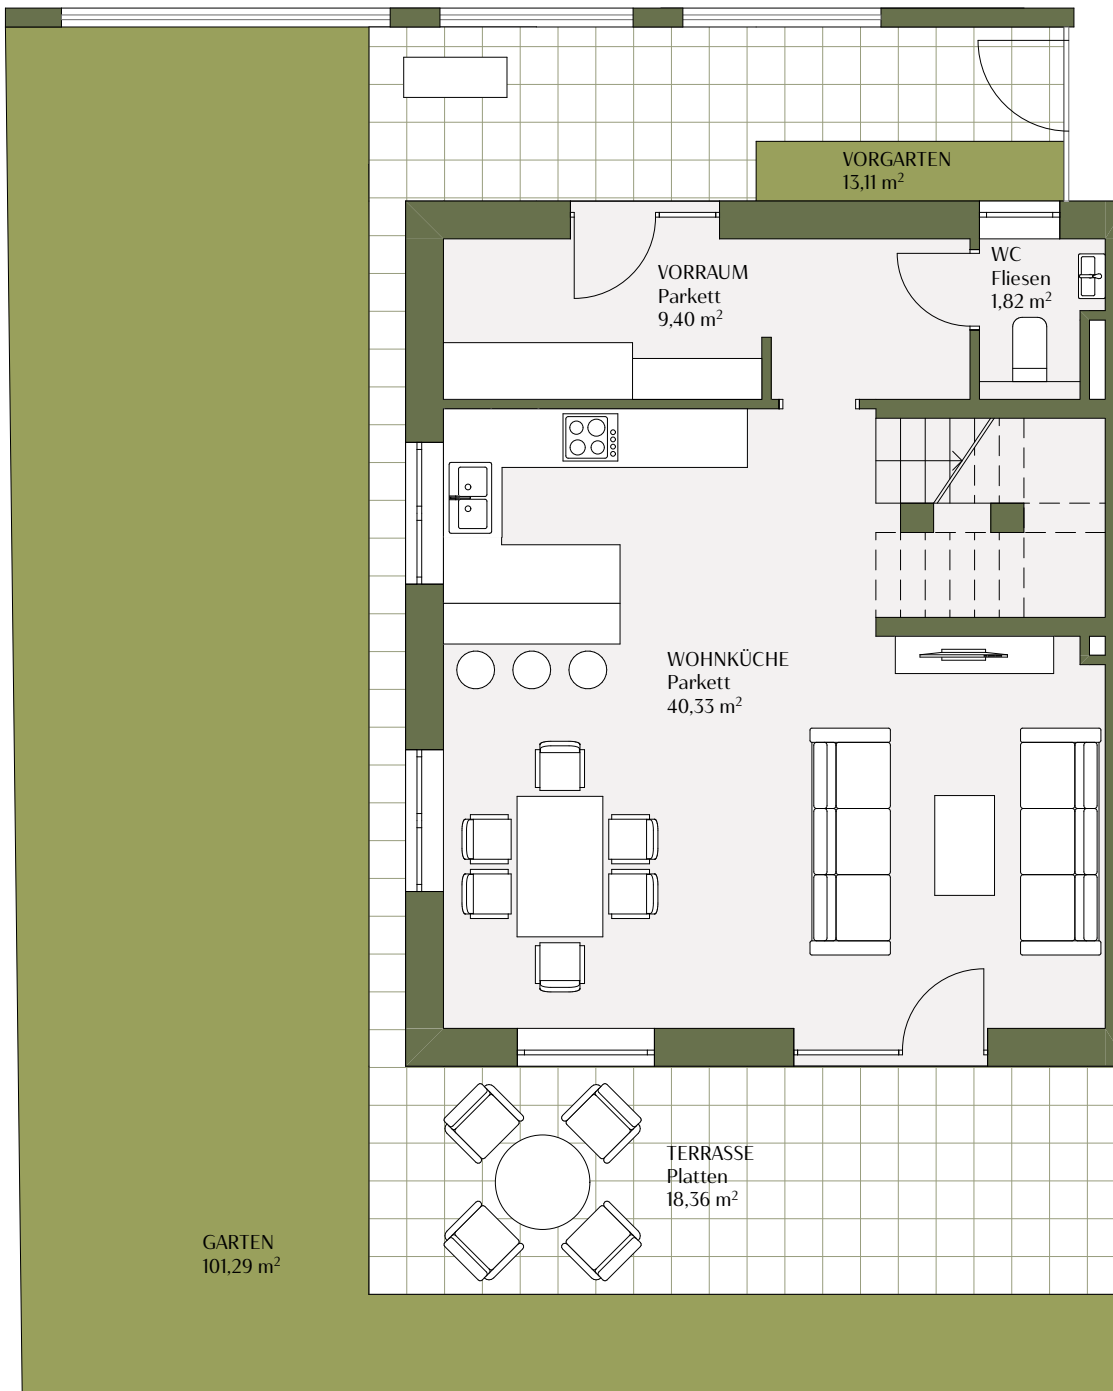 VORGARTEN
13,11 m²
VORRAUM
Parkett
9,40 m²
WC
Fliesen
1,82 m²
WOHNKÜCHE
Parkett
40,33 m²
TERRASSE
Platten
18,36 m²
GARTEN
101,29 m²